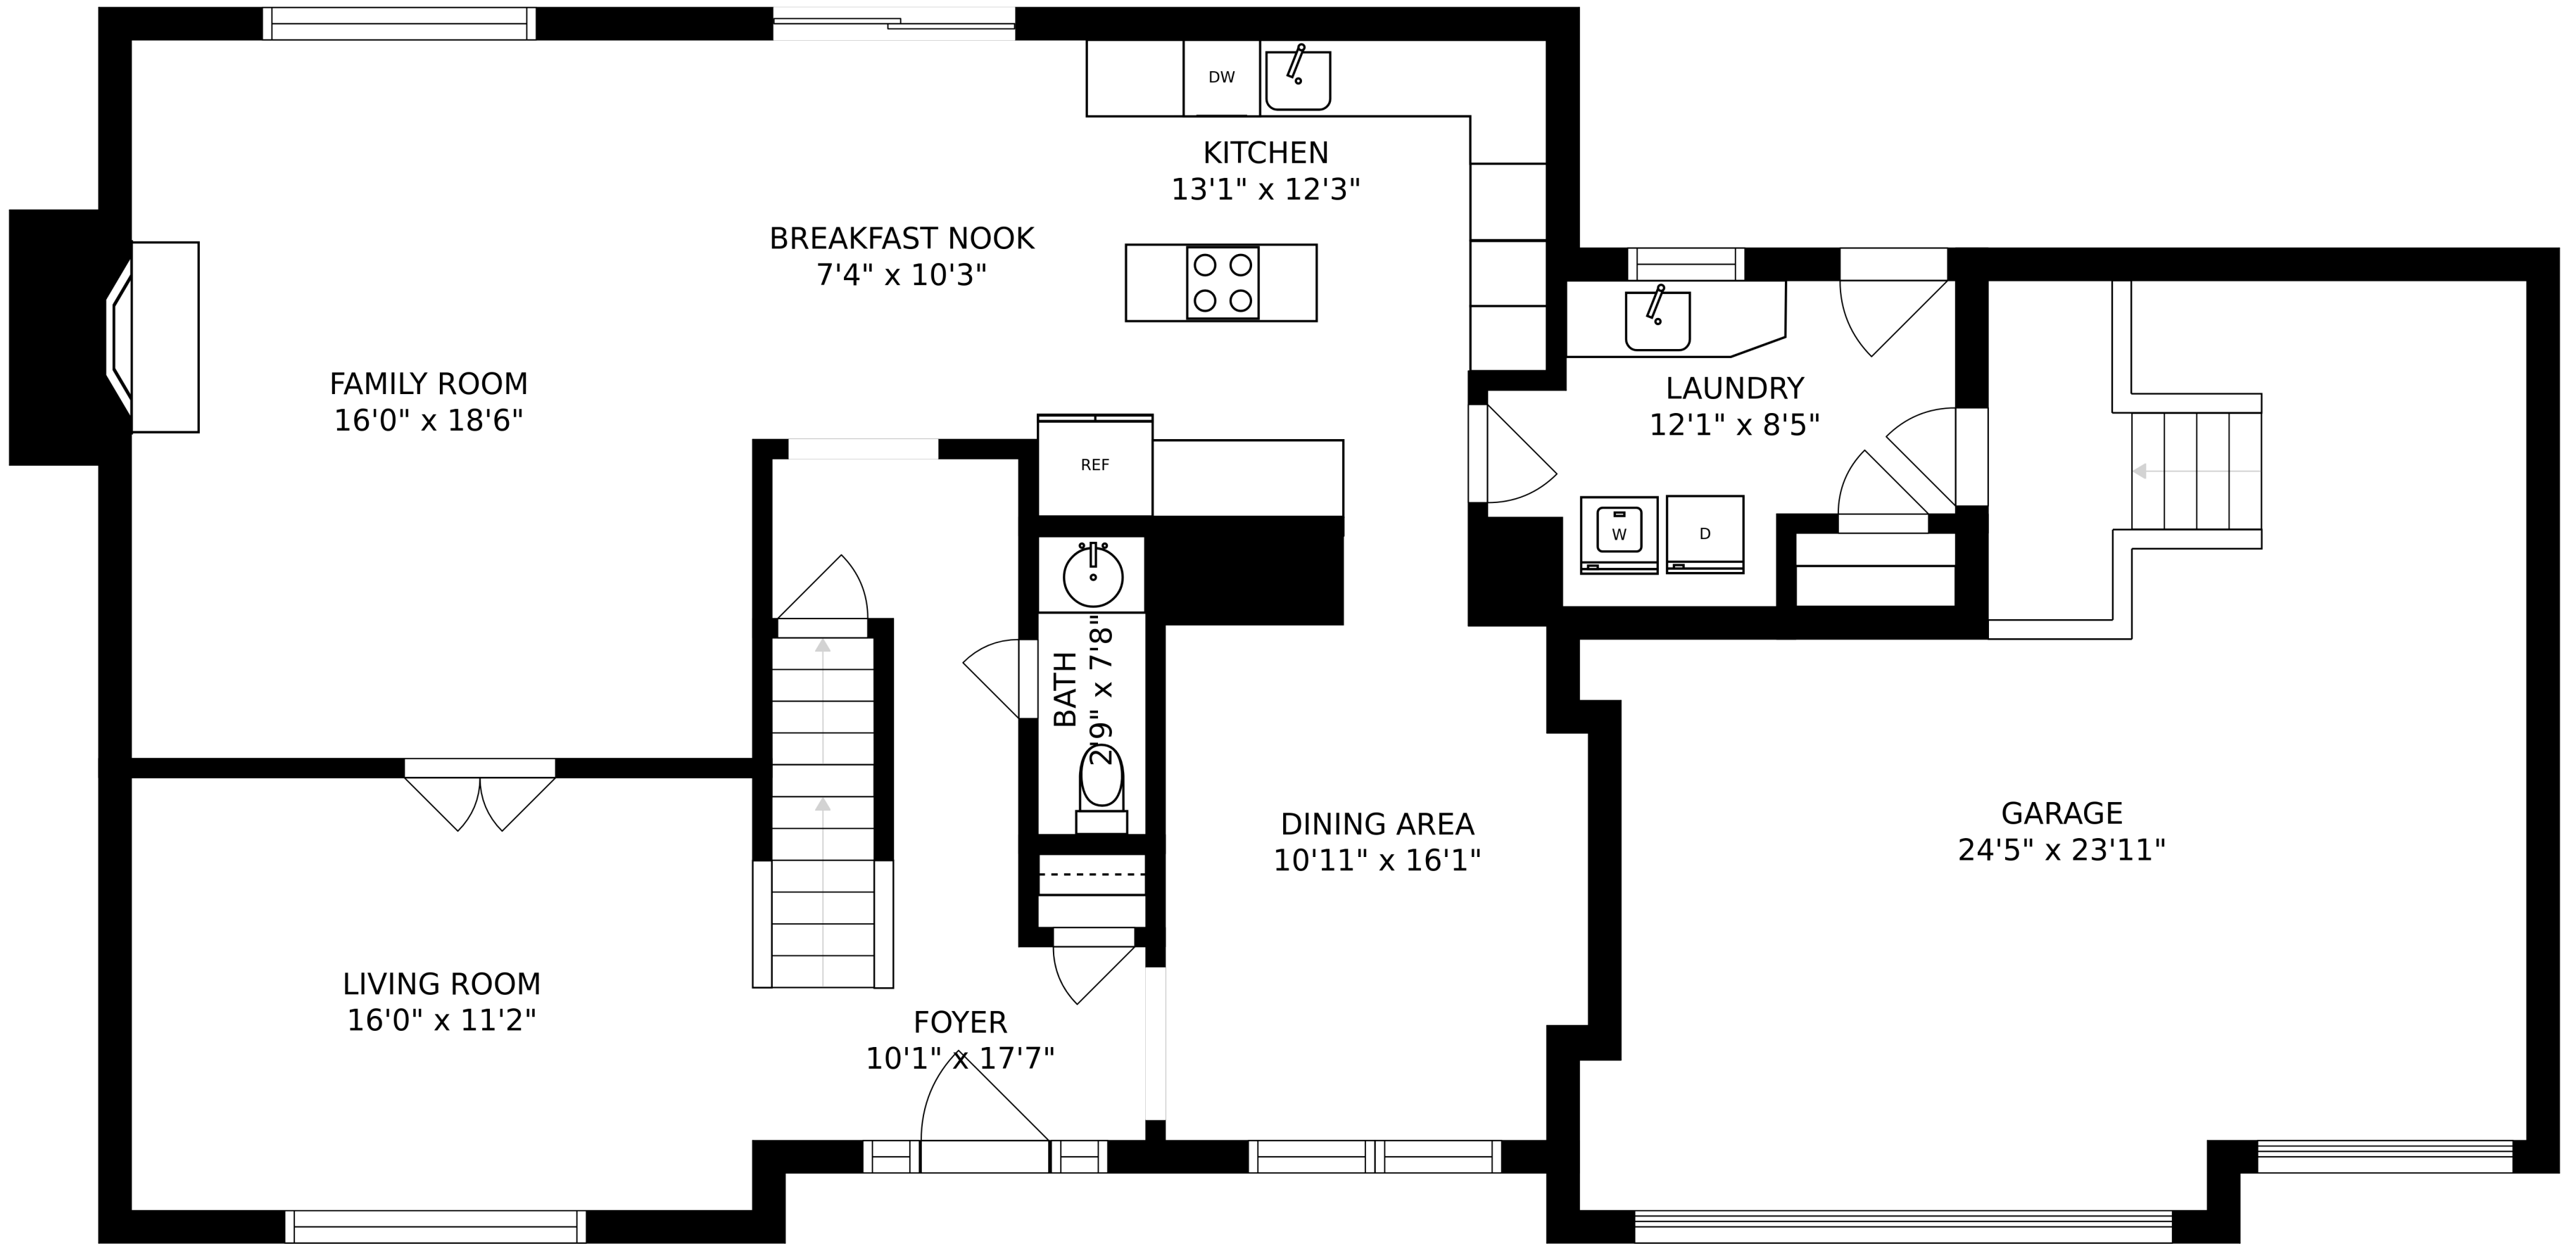 DW
KITCHEN
13'1" x 12'3"
BREAKFAST NOOK
7'4" x 10'3"
FAMILY ROOM
16'0" x 18'6"
LAUNDRY
12'1" x 8'5"
REF
W
D
BATH
2'9" x 7'8"
DINING AREA
10'11" x 16'1"
GARAGE
24'5" x 23'11"
LIVING ROOM
16'0" x 11'2"
FOYER
10'1" x 17'7"